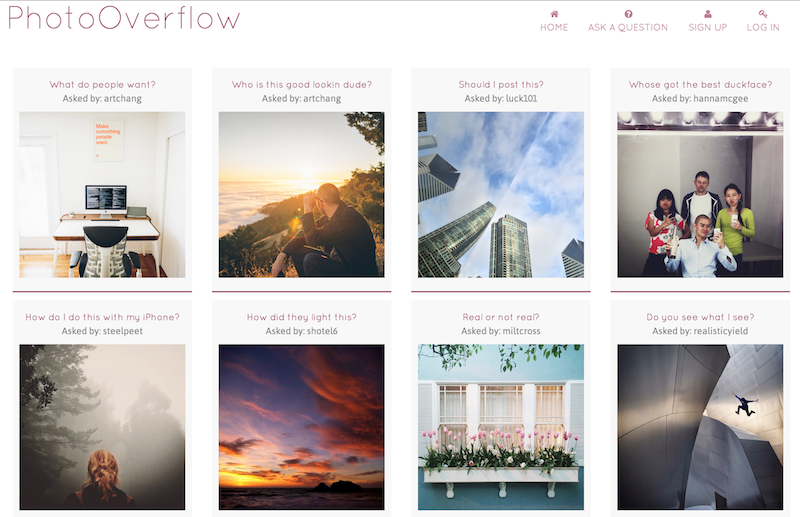 PhotoOverflow
HOME
ASK A QUESTION
SIGN UP
LOG IN
What do people want?
Asked by: artchang
Make
something
people
want.
Who is this good lookin dude?
Asked by: artchang
Should I post this?
Asked by: luck101
Whose got the best duckface?
Asked by: hannamcgee
How do I do this with my iPhone?
Asked by: steelpeet
How did they light this?
Asked by: shotel6
Real or not real?
Asked by: miltcross
Do you see what I see?
Asked by: realisticyield